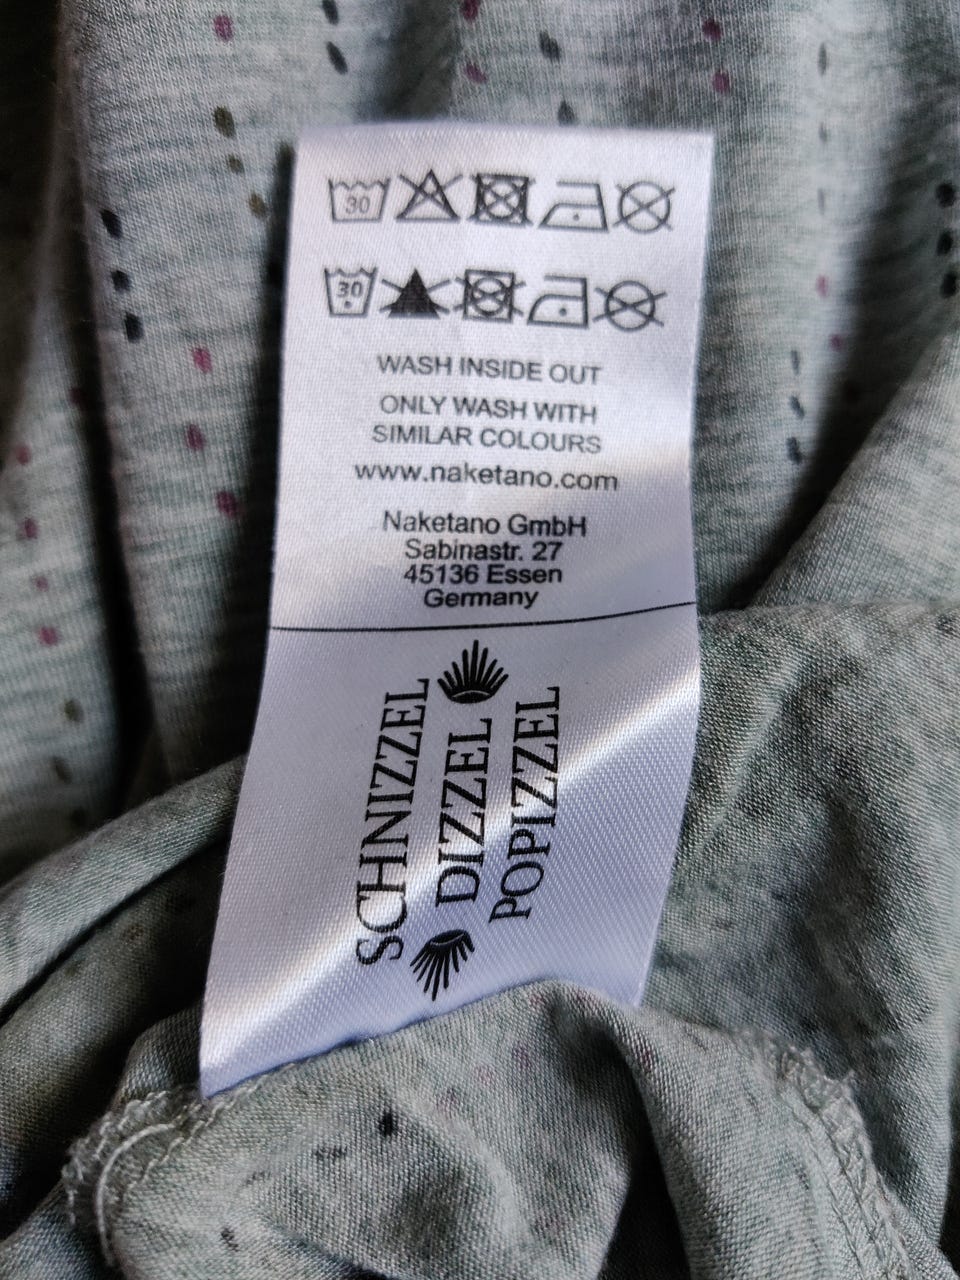 30
30
WASH INSIDE OUT
ONLY WASH WITH
SIMILAR COLOURS
www.naketano.com
Naketano GmbH
Sabinastr. 27
45136 Essen
Germany
SCHNIZZEL
DIZZEL
POPIZZEL